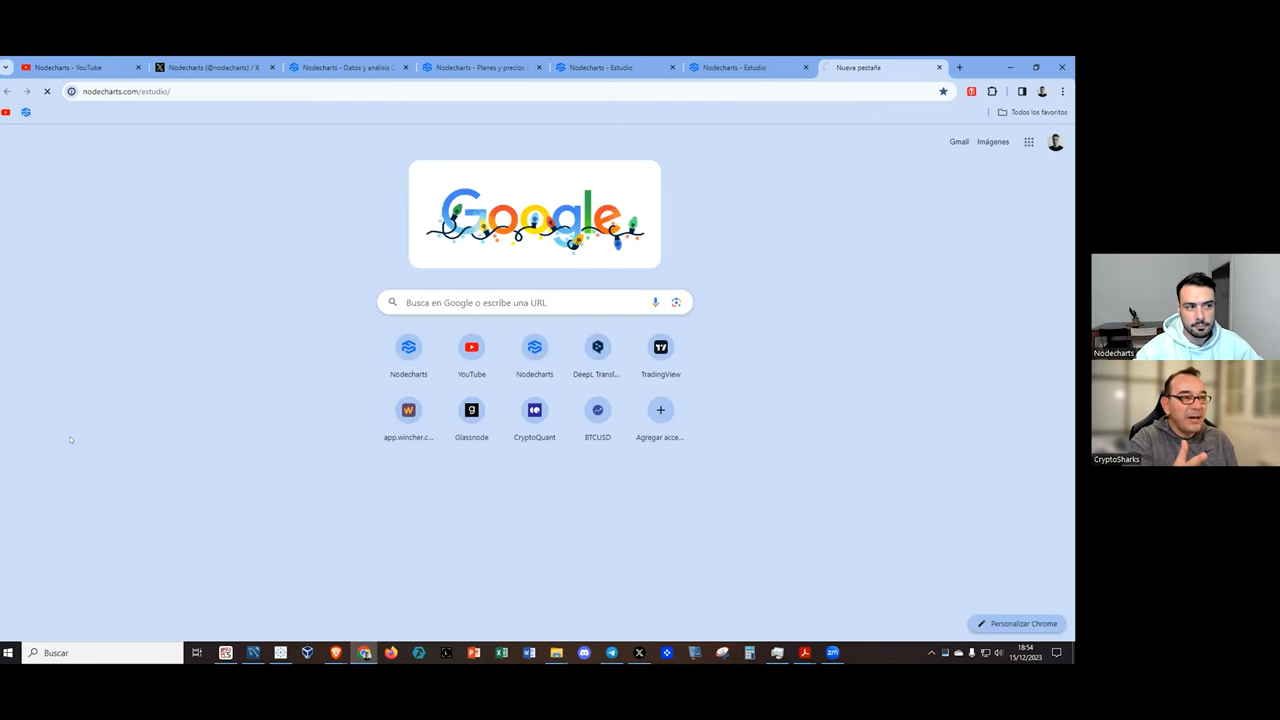 Nodecharts - YouTube
Nodecharts (@nodecharts) / X
Nodecharts - Datos y análisis
Nodecharts - Planes y precios
Nodecharts - Estudio
Nodecharts - Estudio
Nueva pestaña
nodecharts.com/estudio/
Todos los favoritos
Gmail
Imágenes
Google
Busca en Google o escribe una URL
Nodecharts
YouTube
Nodecharts
DeepL Transl...
TradingView
app.wincher.c...
Glassnode
CryptoQuant
BTCUSD
Agregar acce...
Nodecharts
CryptoSharks
Personalizar Chrome
Buscar
18:54
15/12/2023